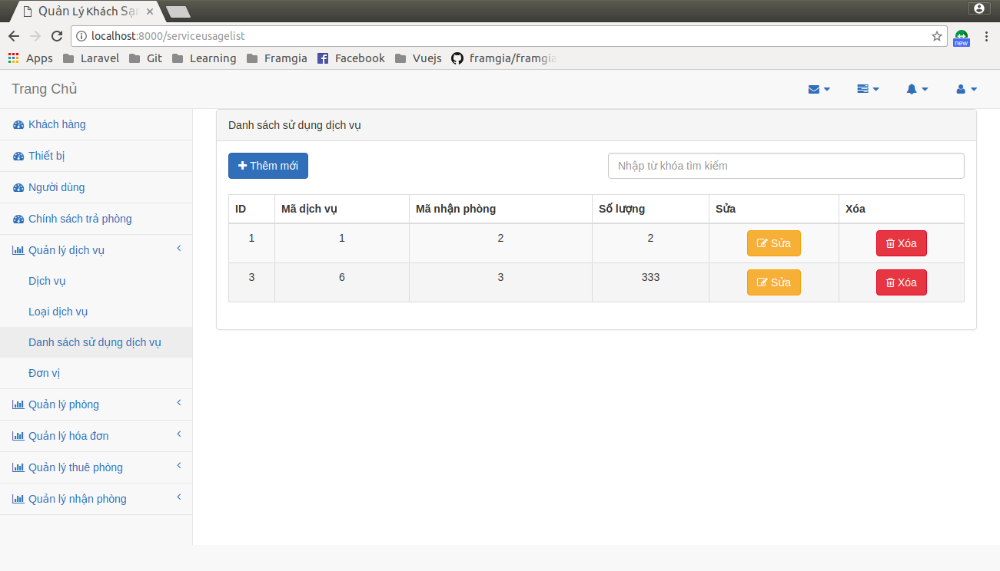 Quản Lý Khách Sạn
localhost:8000/serviceusagelist
new
Apps Laravel Git Learning Framgia Facebook Vuejs framgia/framgia
Trang Chủ
Khách hàng
Thiết bị
Người dùng
Chính sách trả phòng
Quản lý dịch vụ
Dịch vụ
Loại dịch vụ
Danh sách sử dụng dịch vụ
Đơn vị
Quản lý phòng
Quản lý hóa đơn
Quản lý thuê phòng
Quản lý nhận phòng
Danh sách sử dụng dịch vụ
Thêm mới
Nhập từ khóa tìm kiếm
ID Mã dịch vụ Mã nhận phòng Số lượng Sửa Xóa
1 1 2 2 Sửa Xóa
3 6 3 333 Sửa Xóa